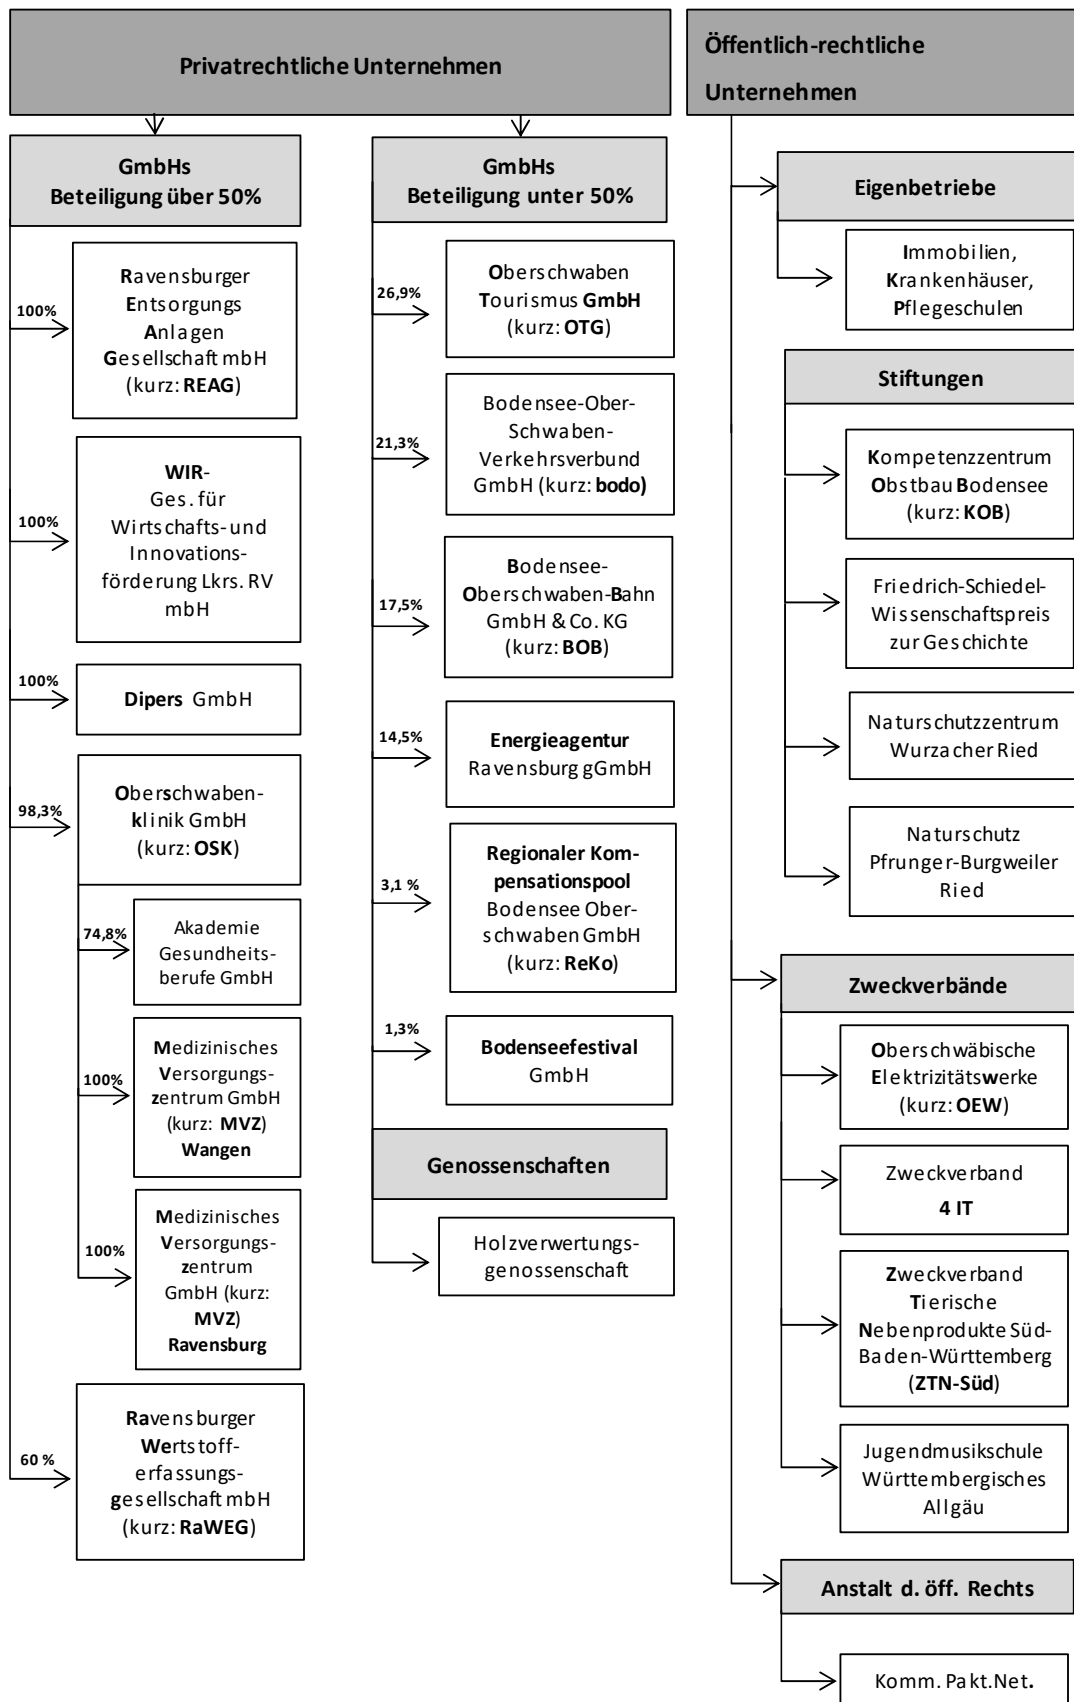 Privatrechtliche Unternehmen
GmbHs
Beteiligung über 50%
100%
Ravensburger
Entsorgungs
Anlagen
Gesellschaft mbH
(kurz: REAG)
100%
WIR-
Ges. für
Wirtschafts- und
Innovations-
förderung Lkrs. RV
mbH
100%
Dipers GmbH
98,3%
Oberschwaben-
klinik GmbH
(kurz: OSK)
74,8%
Akademie
Gesundheits-
berufe GmbH
100%
Medizinisches
Versorgungs-
zentrum GmbH
(kurz: MVZ)
Wangen
100%
Medizinisches
Versorgungs-
zentrum
GmbH (kurz:
MVZ)
Ravensburg
60 %
Ravensburger
Wertstoff-
erfassungs-
gesellschaft mbH
(kurz: RaWEG)
GmbHs
Beteiligung unter 50%
26,9%
Oberschwaben
Tourismus GmbH
(kurz: OTG)
21,3%
Bodensee-Ober-
Schwaben-
Verkehrsverbund
GmbH (kurz: bodo)
17,5%
Bodensee-
Oberschwaben-Bahn
GmbH & Co. KG
(kurz: BOB)
14,5%
Energieagentur
Ravensburg gGmbH
3,1 %
Regionaler Kom-
pensationspool
Bodensee Ober-
schwaben GmbH
(kurz: ReKo)
1,3%
Bodenseefestival
GmbH
Genossenschaften
Holzverwertungs-
genossenschaft
Öffentlich-rechtliche
Unternehmen
Eigenbetriebe
Immobilien,
Krankenhäuser,
Pflegeschulen
Stiftungen
Kompetenzzentrum
Obstbau Bodensee
(kurz: KOB)
Friedrich-Schiedel-
Wissenschaftspreis
zur Geschichte
Naturschutzzentrum
Wurzacher Ried
Naturschutz
Pfrunger-Burgweiler
Ried
Zweckverbände
Oberschwäbische
Elektrizitätswerke
(kurz: OEW)
Zweckverband
4 IT
Zweckverband
Tierische
Nebenprodukte Süd-
Baden-Württemberg
(ZTN-Süd)
Jugendmusikschule
Württembergisches
Allgäu
Anstalt d. öff. Rechts
Komm. Pakt.Net.